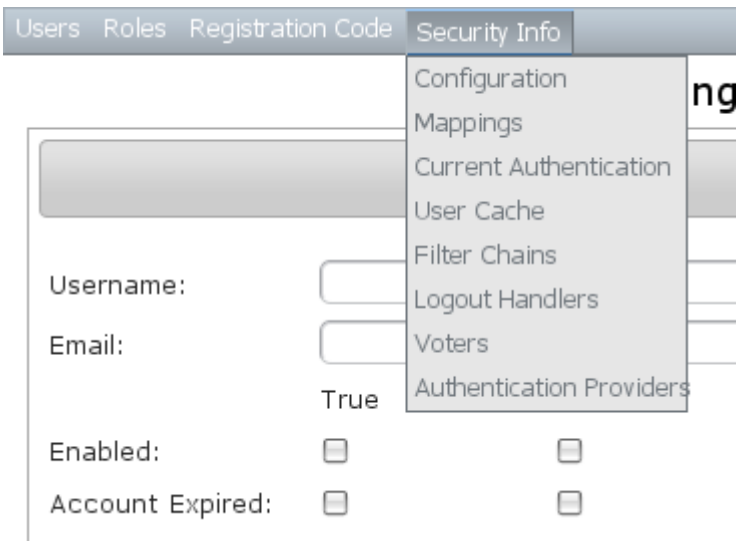 Users Roles Registration Code Security Info
Configuration
ng
Mappings
Current Authentication
User Cache
Filter Chains
Username:
Logout Handlers
Email:
Voters
True
Authentication Providers
Enabled:
Account Expired: